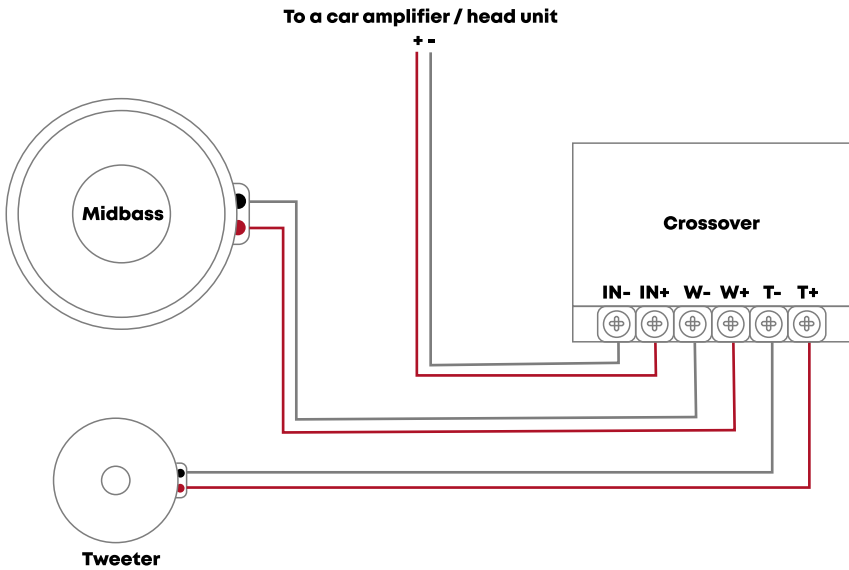 To a car amplifier / head unit
+ -
Midbass
Crossover
IN- IN+ W- W+ T- T+
Tweeter